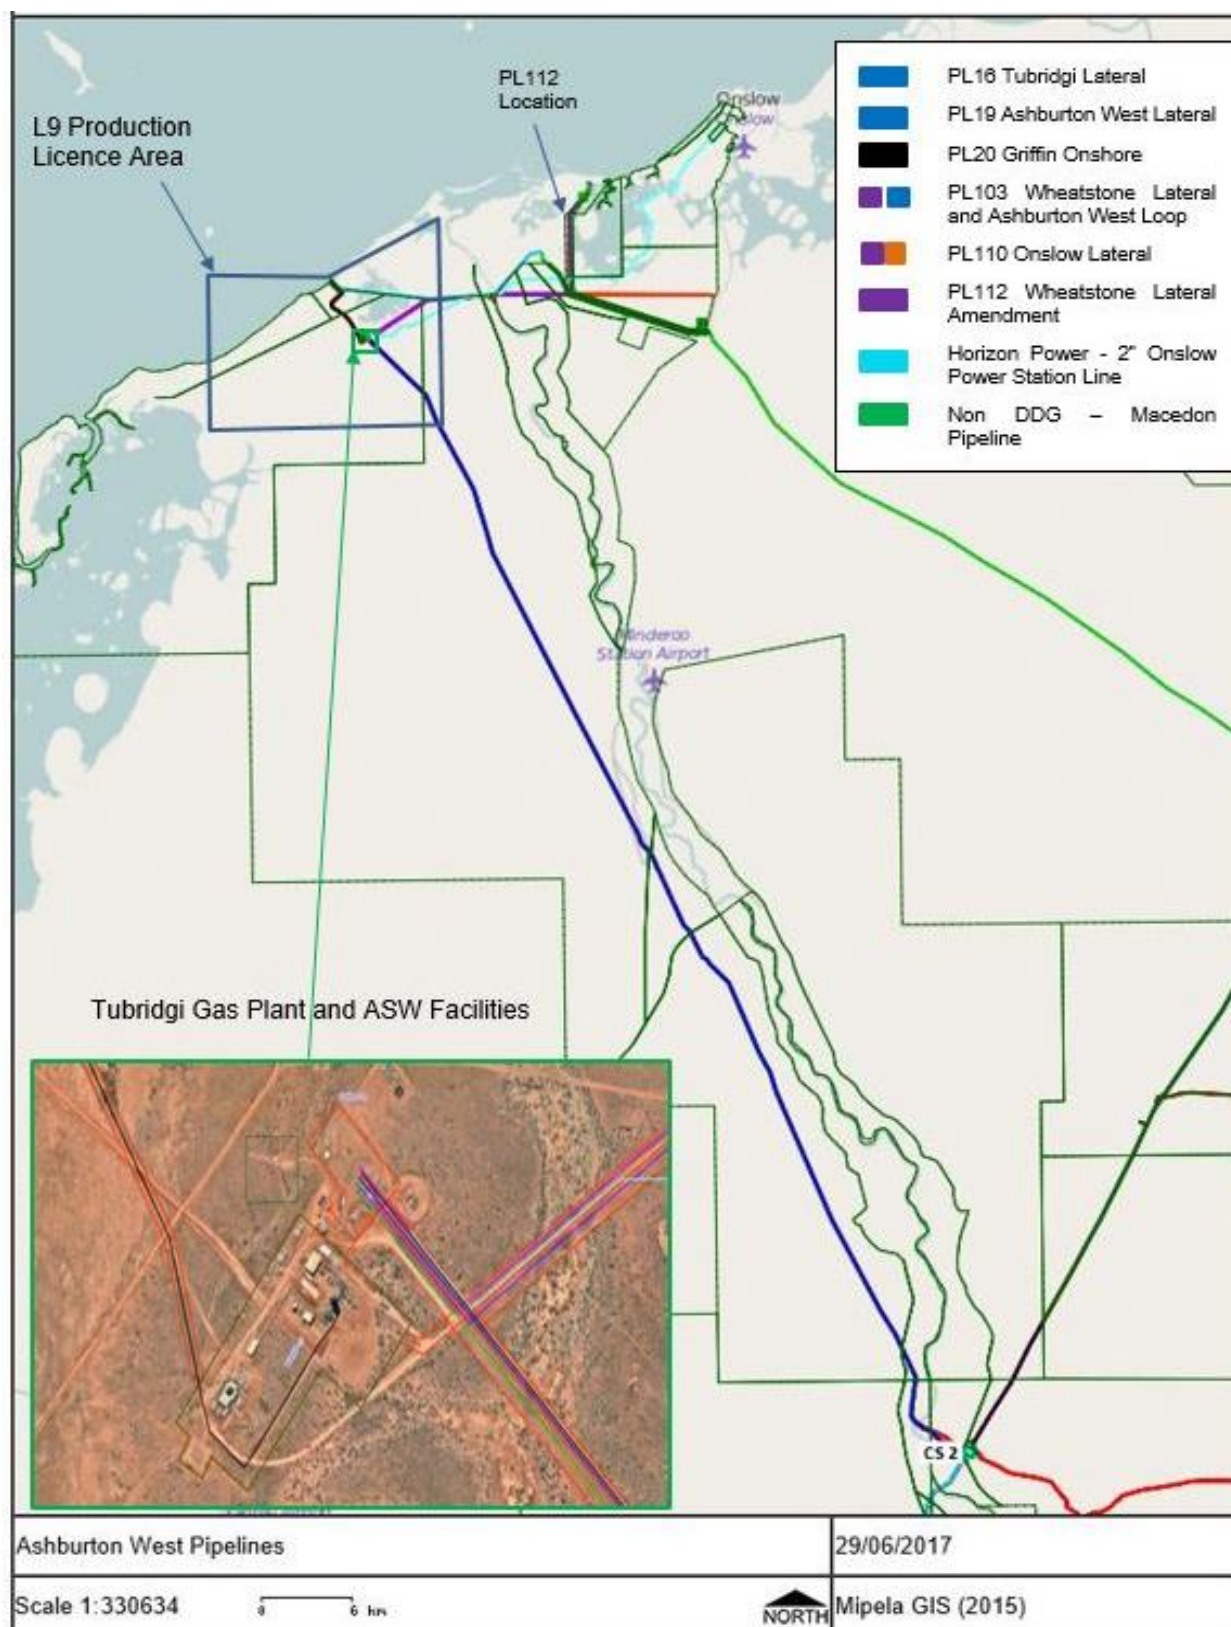 PL112
Location
L9 Production
Licence Area
Onslow
Onslow
PL16 Tubridgi Lateral
PL19 Ashburton West Lateral
PL20 Griffin Onshore
PL103 Wheatstone Lateral
and Ashburton West Loop
PL110 Onslow Lateral
PL112 Wheatstone Lateral
Amendment
Horizon Power - 2" Onslow
Power Station Line
Non DDG – Macedon
Pipeline
Minderoo
Station Airport
Tubridgi Gas Plant and ASW Facilities
CS 2
Ashburton West Pipelines
29/06/2017
Scale 1:330634
0 6 km
NORTH
Mipela GIS (2015)